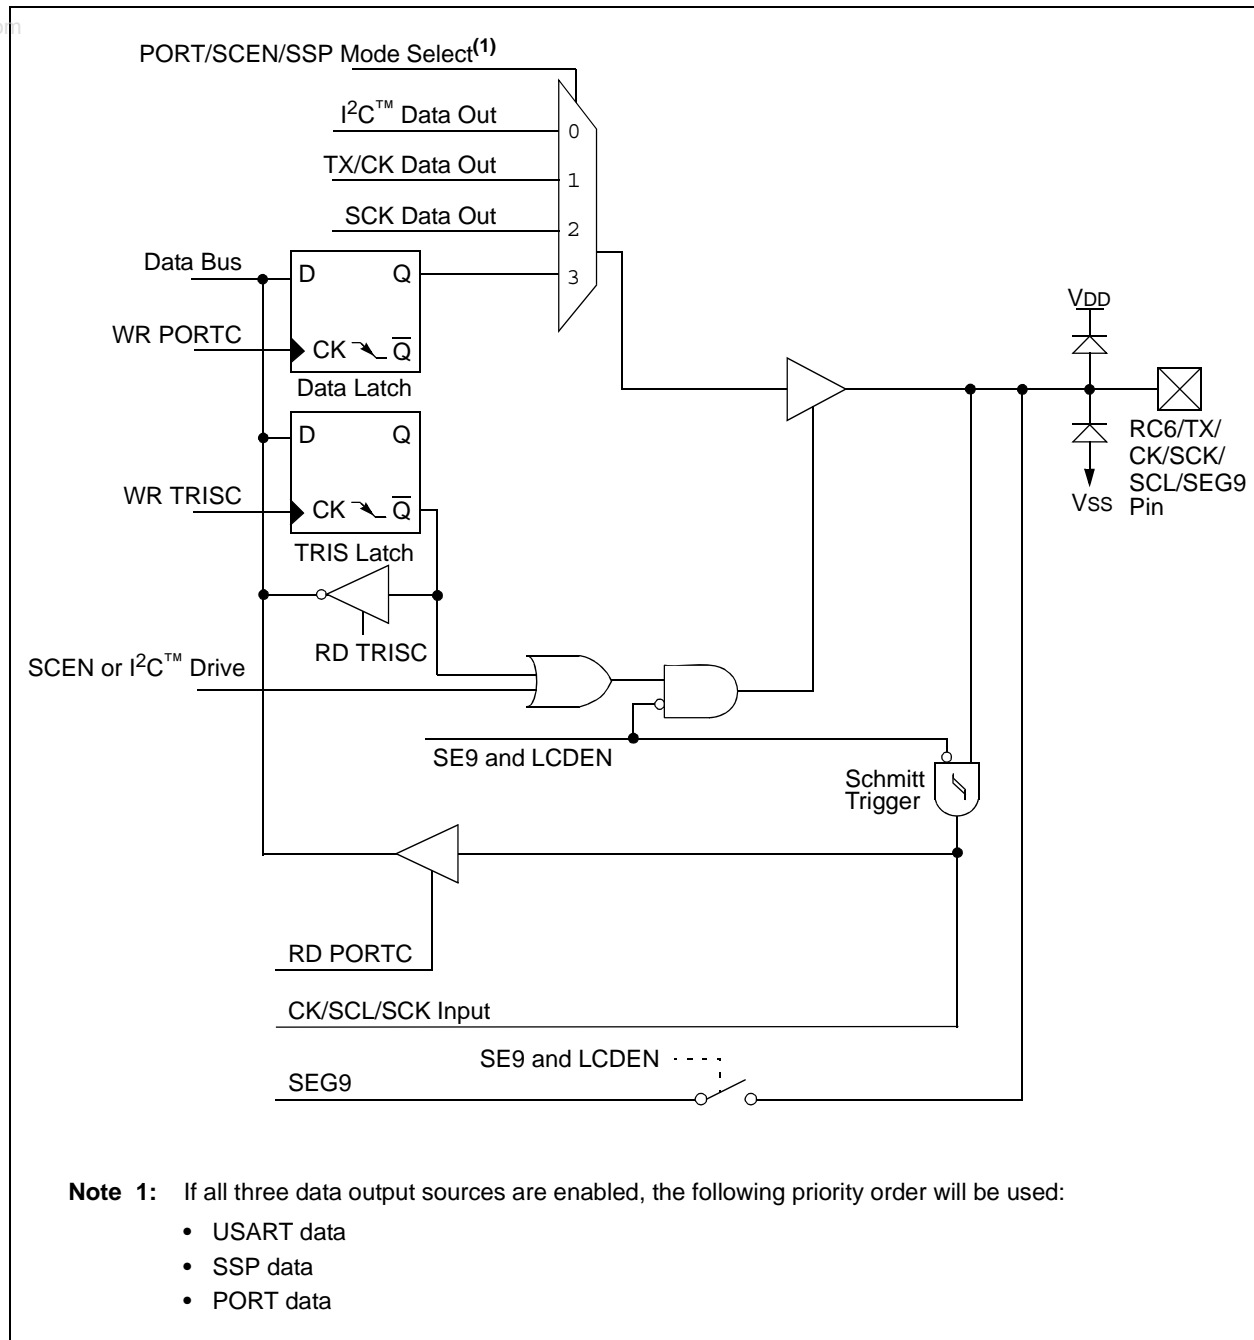 om
PORT/SCEN/SSP Mode Select(1)
I2C™ Data Out
0
TX/CK Data Out
1
SCK Data Out
2
Data Bus
D
Q
3
VDD
WR PORTC
CK
Q
Data Latch
D
Q
RC6/TX/
CK/SCK/
SCL/SEG9
Pin
WR TRISC
CK
Q
VSS
TRIS Latch
RD TRISC
SCEN or I2C™ Drive
SE9 and LCDEN
Schmitt
Trigger
RD PORTC
CK/SCL/SCK Input
SE9 and LCDEN
SEG9
Note 1: If all three data output sources are enabled, the following priority order will be used:
• USART data
• SSP data
• PORT data